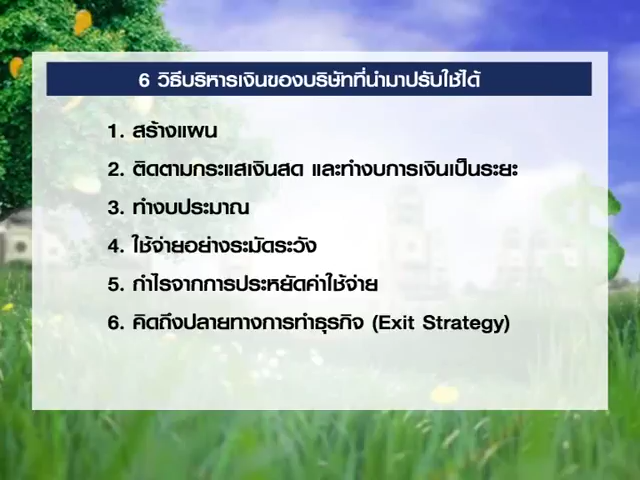 6 วิธีบริหารเงินของบริษัทที่นำมาปรับใช้ได้
1. สร้างแผน
2. ติดตามกระแสเงินสด และทำงบการเงินเป็นระยะ
3. ทำงบประมาณ
4. ใช้จ่ายอย่างระมัดระวัง
5. กำไรจากการประหยัดค่าใช้จ่าย
6. คิดถึงปลายทางการทำธุรกิจ (Exit Strategy)